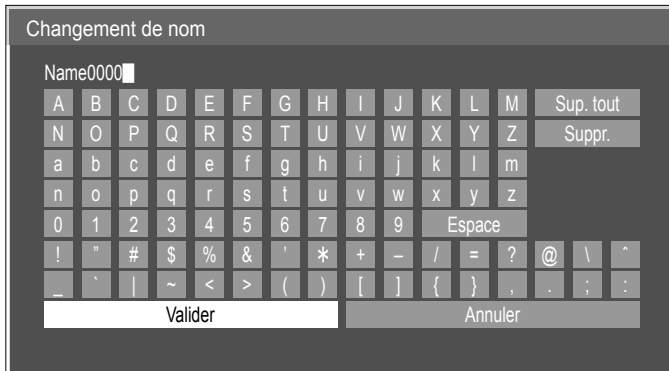 Changement de nom
Name0000
A B C D E F G H I J K L M Sup. tout
N O P Q R S T U V W X Y Z Suppr.
a b c d e f g h i j k l m
n o p q r s t u v w x y z
0 1 2 3 4 5 6 7 8 9 Espace
! " # $ % & ' * + – / = ? @ \ ^
_ ` | ~ < > ( ) [ ] { } , . ; :
Valider Annuler